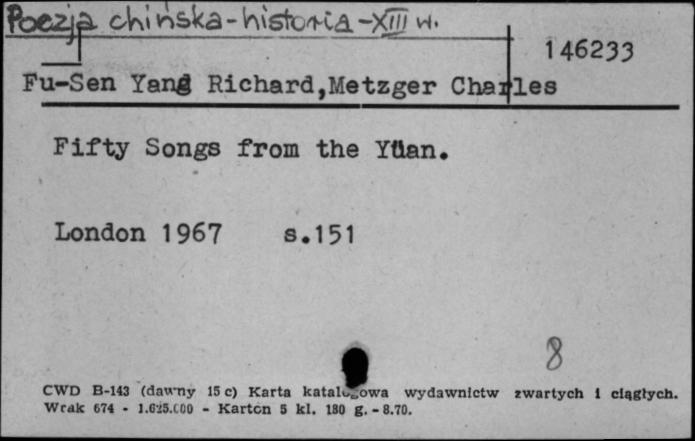 Poezja chińska-historia-XIII w.
146233
Fu-Sen Yang Richard,Metzger Charles
Fifty Songs from the Yüan.
London 1967 s.151
8
CWD B-143 (dawny 15 c) Karta katalogowa wydawnictw zwartych i ciągłych.
Wrak 674 - 1.625.000 - Karton 5 kl. 180 g. - 8.70.